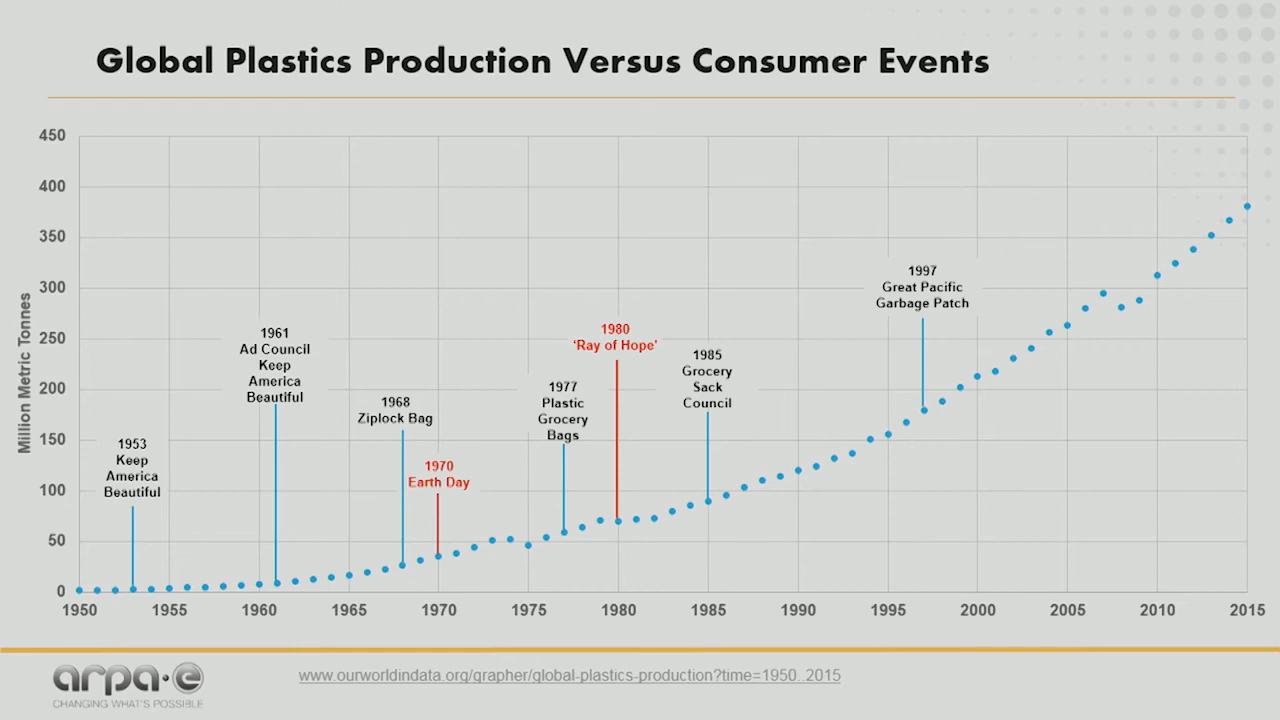 Global Plastics Production Versus Consumer Events
Million Metric Tonnes
450
400
350
300
250
200
150
100
50
0
1953
Keep
America
Beautiful
1961
Ad Council
Keep
America
Beautiful
1968
Ziplock Bag
1970
Earth Day
1977
Plastic
Grocery
Bags
1980
‘Ray of Hope’
1985
Grocery
Sack
Council
1997
Great Pacific
Garbage Patch
1950 1955 1960 1965 1970 1975 1980 1985 1990 1995 2000 2005 2010 2015
arpa·e
CHANGING WHAT'S POSSIBLE
www.ourworldindata.org/grapher/global-plastics-production?time=1950..2015